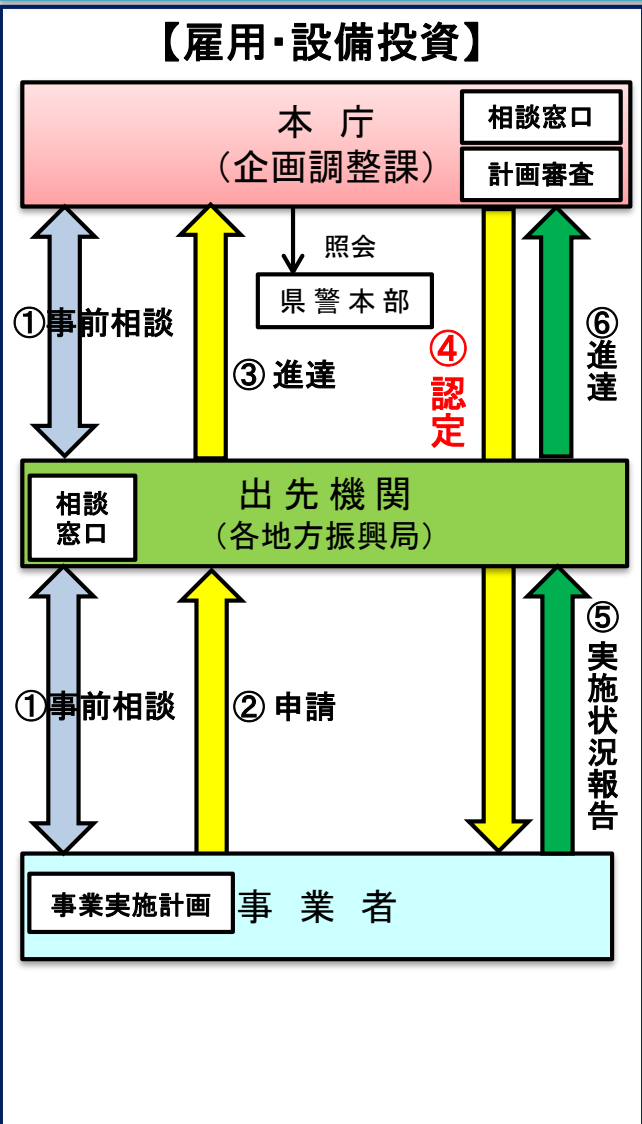 【雇用・設備投資】
本 庁
（企画調整課）
相談窓口
計画審査
照会
県 警 本 部
①事前相談
③ 進達
④認定
⑥進達
出 先 機 関
（各地方振興局）
相談
窓口
①事前相談
② 申請
⑤実施状況報告
事業実施計画
事 業 者